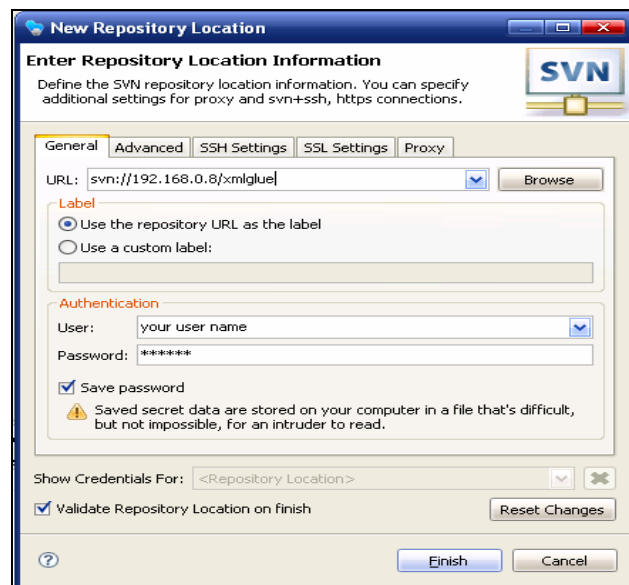 New Repository Location
Enter Repository Location Information
Define the SVN repository location information. You can specify
additional settings for proxy and svn+ssh, https connections.
SVN
General Advanced SSH Settings SSL Settings Proxy
URL: svn://192.168.0.8/xmlglue Browse
Label
Use the repository URL as the label
Use a custom label:
Authentication
User: your user name
Password: ******
Save password
Saved secret data are stored on your computer in a file that's difficult,
but not impossible, for an intruder to read.
Show Credentials For: <Repository Location>
Validate Repository Location on finish Reset Changes
? Finish Cancel